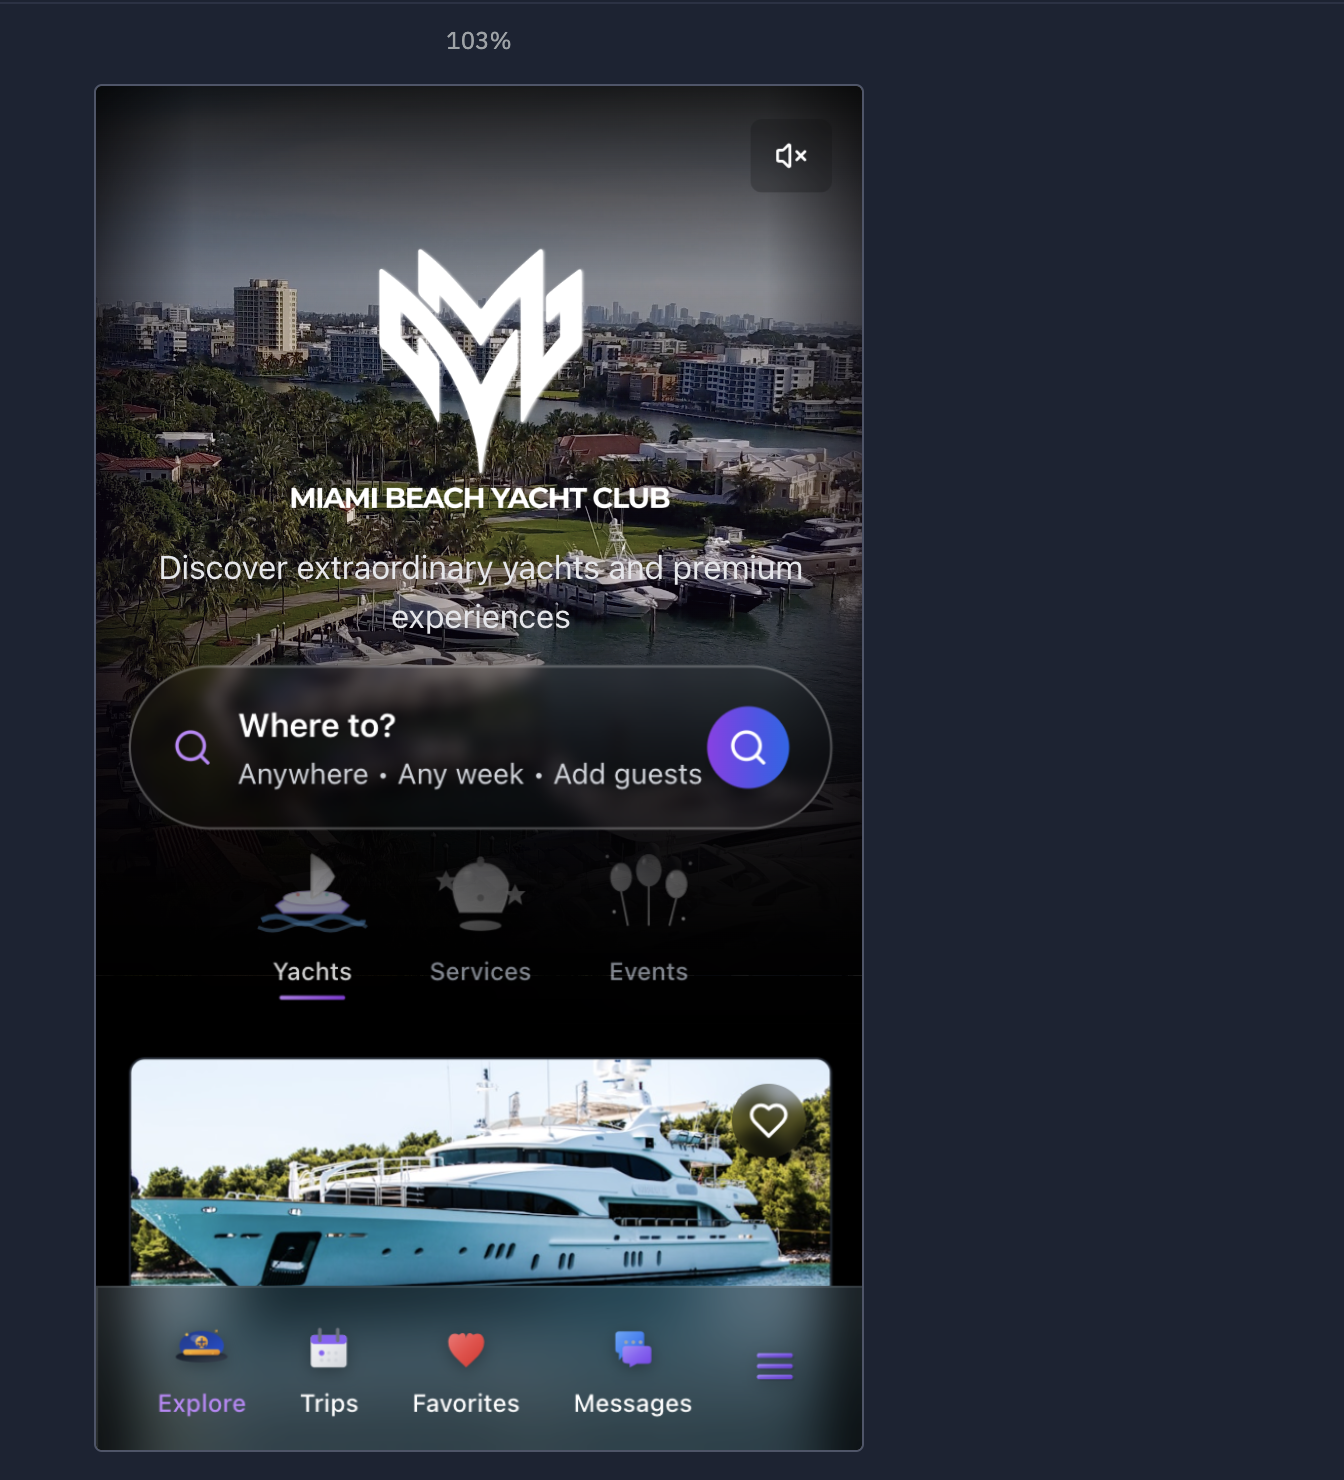 103%
MIAMI BEACH YACHT CLUB
Discover extraordinary yachts and premium
experiences
Where to?
Anywhere • Any week • Add guests
Yachts
Services
Events
Explore
Trips
Favorites
Messages